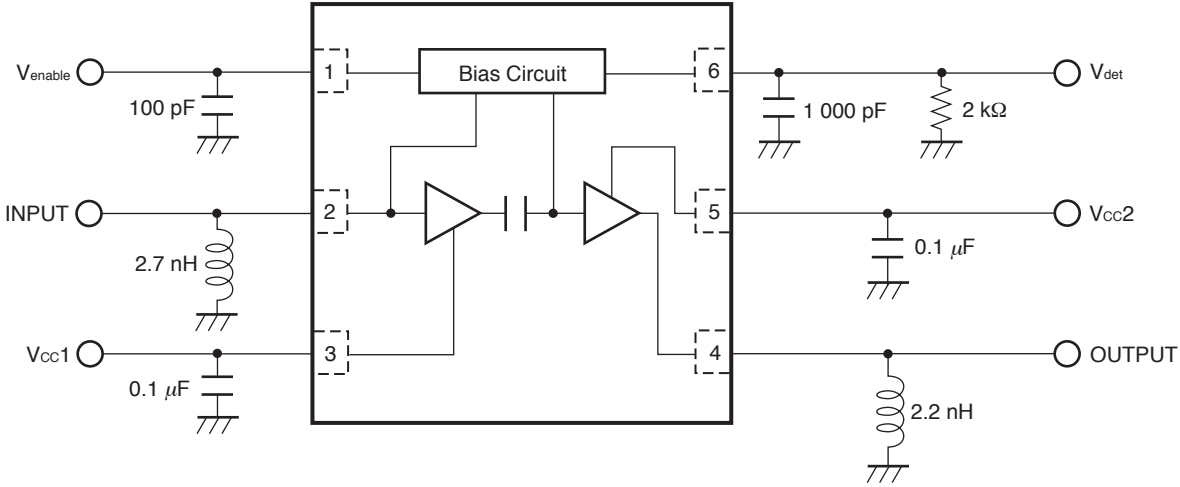 Venable
100 pF
1
Bias Circuit
6
1 000 pF
2 kΩ
Vdet
INPUT
2.7 nH
2
5
0.1 μF
VCC2
VCC1
0.1 μF
3
4
2.2 nH
OUTPUT